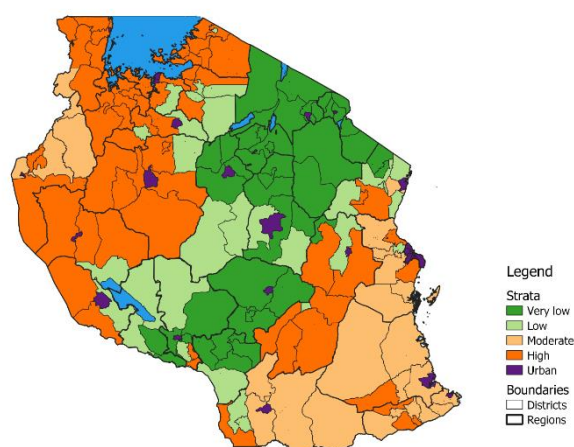 Legend
Strata
Very low
Low
Moderate
High
Urban
Boundaries
Districts
Regions